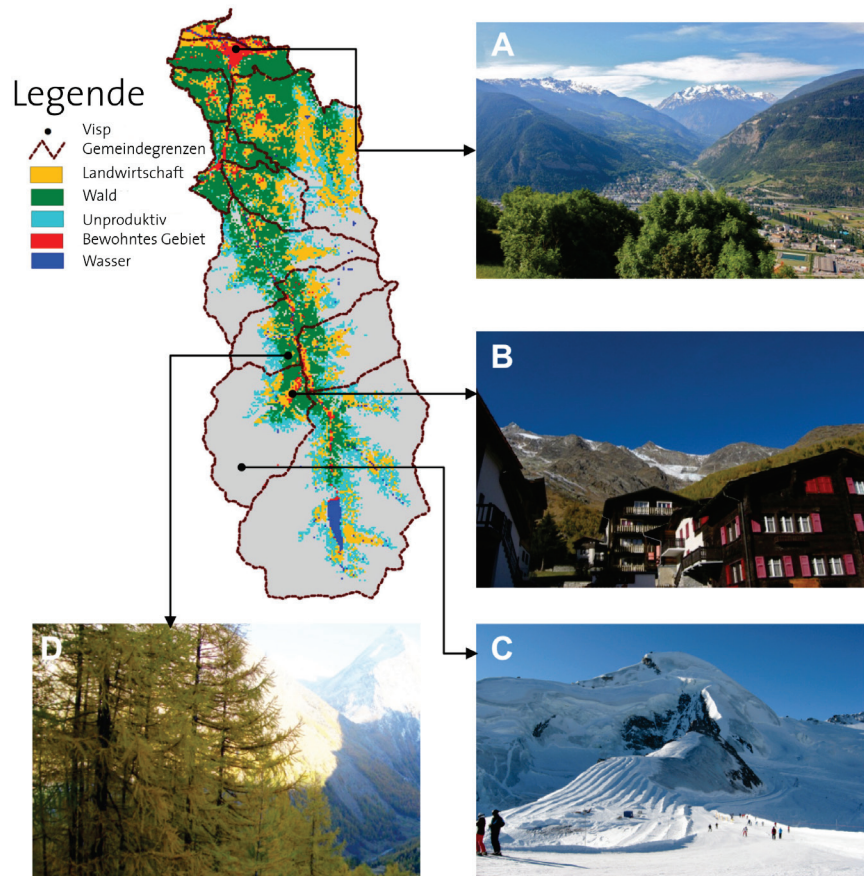 Legende
Visp
Gemeindegrenzen
Landwirtschaft
Wald
Unproduktiv
Bewohntes Gebiet
Wasser
A
B
C
D